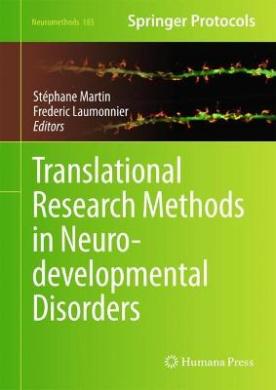 Neuromethods 185
Springer Protocols
Stéphane Martin
Frederic Laumonnier
Editors
Translational
Research Methods
in Neuro-
developmental
Disorders
Humana Press